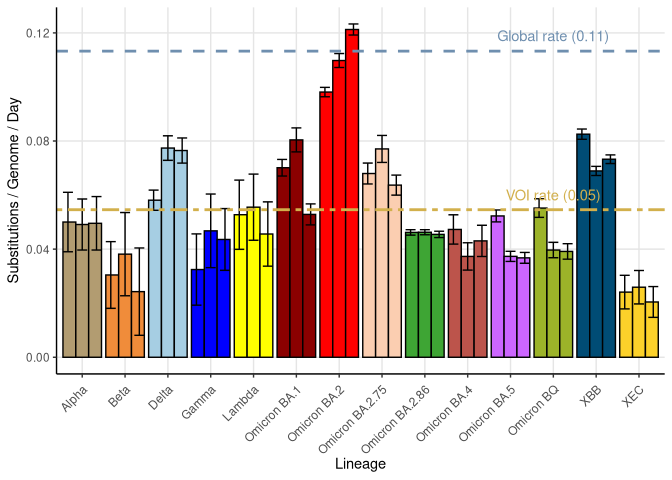 Substitutions / Genome / Day
0.12
0.08
0.04
0.00
Global rate (0.11)
VOI rate (0.05)
Alpha
Beta
Delta
Gamma
Lambda
Omicron BA.1
Omicron BA.2
Omicron BA.2.75
Omicron BA.2.86
Omicron BA.4
Omicron BA.5
Omicron BQ
XBB
XEC
Lineage